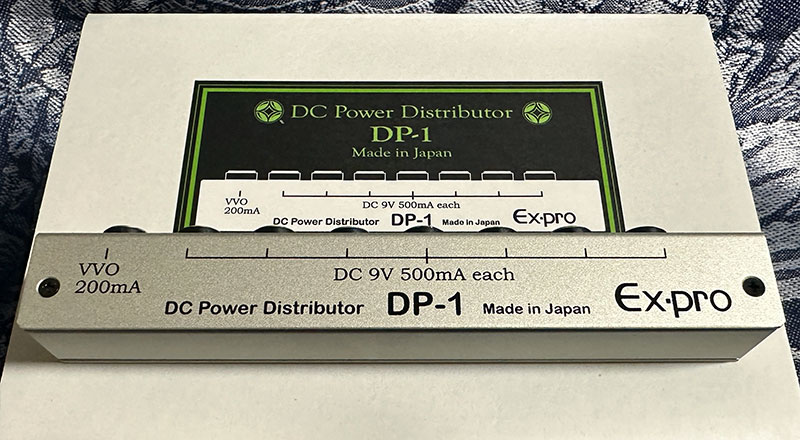 DC Power Distributor
DP-1
Made in Japan
VVO
200mA
DC 9V 500mA each
DC Power Distributor DP-1 Made in Japan Ex-pro
VVO
200mA
DC 9V 500mA each
DC Power Distributor DP-1 Made in Japan Ex-pro